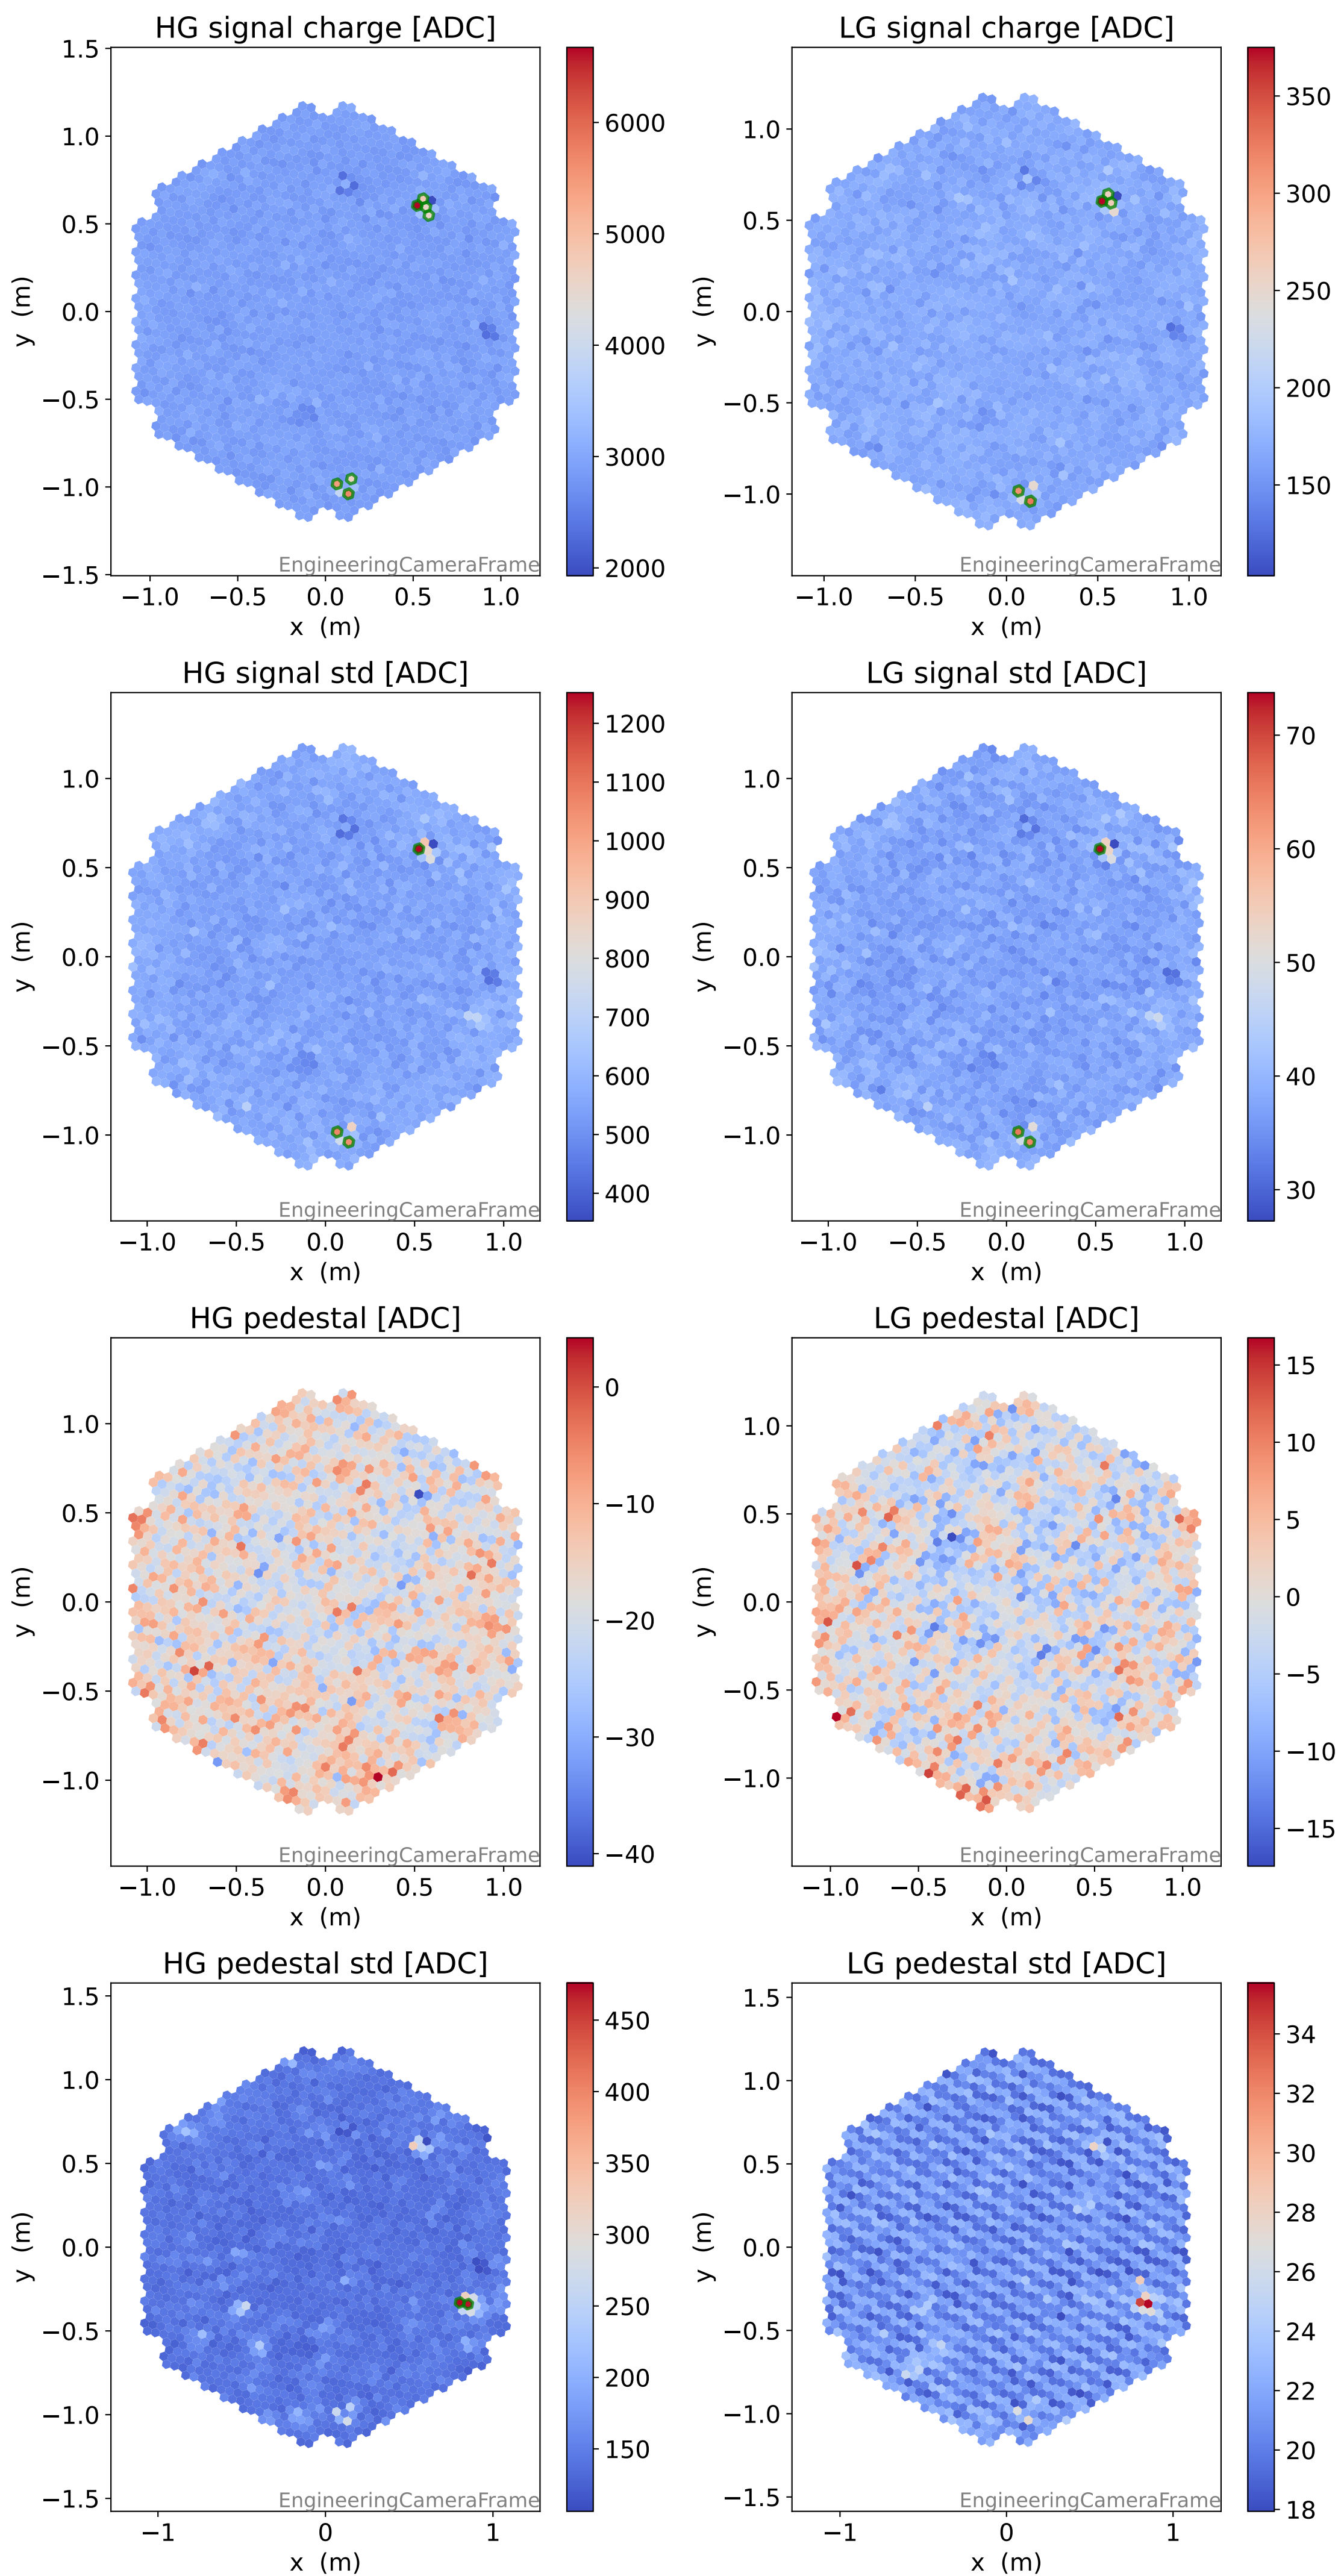 HG signal charge [ADC]
1.5
1.0
0.5
0.0
−0.5
−1.0
−1.5
y (m)
−1.0 −0.5 0.0 0.5 1.0
x (m)
EngineeringCameraFrame
6000
5000
4000
3000
2000
LG signal charge [ADC]
1.0
0.5
0.0
−0.5
−1.0
y (m)
−1.0 −0.5 0.0 0.5 1.0
x (m)
EngineeringCameraFrame
350
300
250
200
150
HG signal std [ADC]
1.0
0.5
0.0
−0.5
−1.0
y (m)
−1.0 −0.5 0.0 0.5 1.0
x (m)
EngineeringCameraFrame
1200
1100
1000
900
800
700
600
500
400
LG signal std [ADC]
1.0
0.5
0.0
−0.5
−1.0
y (m)
−1.0 −0.5 0.0 0.5 1.0
x (m)
EngineeringCameraFrame
70
60
50
40
30
HG pedestal [ADC]
1.0
0.5
0.0
−0.5
−1.0
y (m)
−1.0 −0.5 0.0 0.5 1.0
x (m)
EngineeringCameraFrame
0
−10
−20
−30
−40
LG pedestal [ADC]
1.0
0.5
0.0
−0.5
−1.0
y (m)
−1.0 −0.5 0.0 0.5 1.0
x (m)
EngineeringCameraFrame
15
10
5
0
−5
−10
−15
HG pedestal std [ADC]
1.5
1.0
0.5
0.0
−0.5
−1.0
−1.5
y (m)
−1 0 1
x (m)
EngineeringCameraFrame
450
400
350
300
250
200
150
LG pedestal std [ADC]
1.5
1.0
0.5
0.0
−0.5
−1.0
−1.5
y (m)
−1 0 1
x (m)
EngineeringCameraFrame
34
32
30
28
26
24
22
20
18